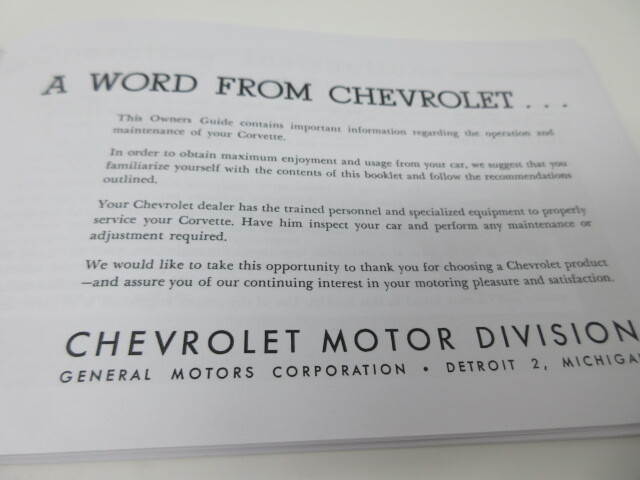 A WORD FROM CHEVROLET . . .
This Owners Guide contains important information regarding the operation and
maintenance of your Corvette.
In order to obtain maximum enjoyment and usage from your car, we suggest that you
familiarize yourself with the contents of this booklet and follow the recommendations
outlined.
Your Chevrolet dealer has the trained personnel and specialized equipment to properly
service your Corvette. Have him inspect your car and perform any maintenance or
adjustment required.
We would like to take this opportunity to thank you for choosing a Chevrolet product
—and assure you of our continuing interest in your motoring pleasure and satisfaction.
CHEVROLET MOTOR DIVISION
GENERAL MOTORS CORPORATION • DETROIT 2, MICHIGAN